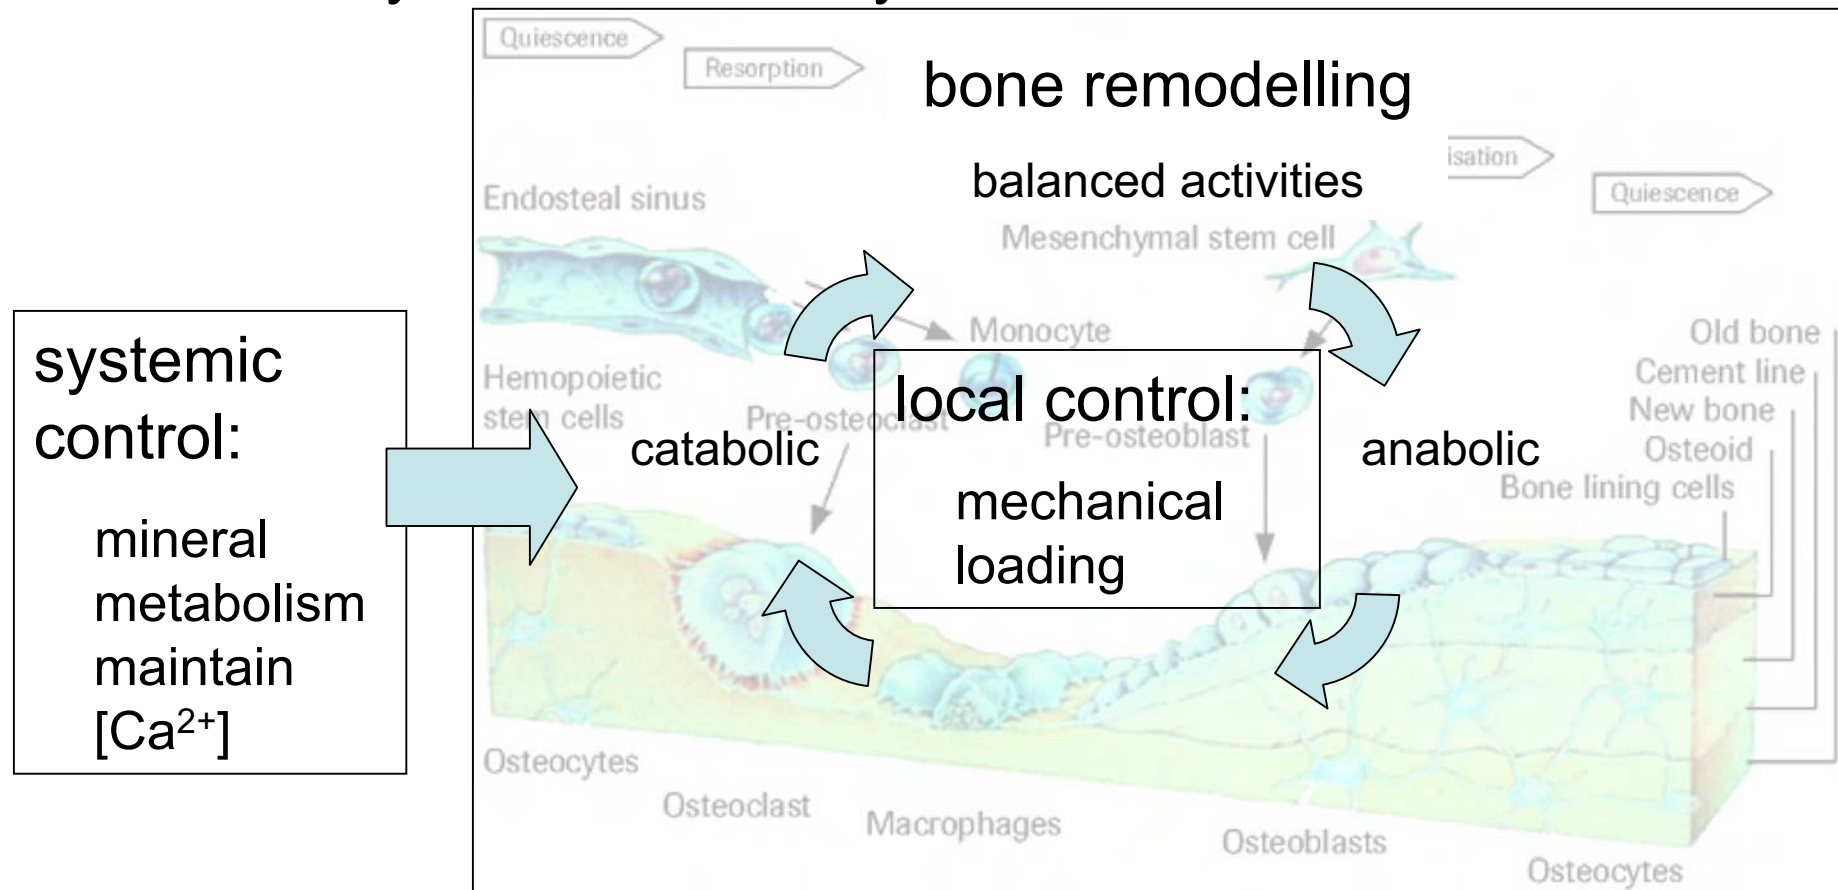 Quiescence
Resorption
bone remodelling
isation
balanced activities
Quiescence
Endosteal sinus
Mesenchymal stem cell
Monocyte
Old bone
Cement line
New bone
Osteoid
Bone lining cells
Hemopoietic
stem cells
Pre-osteoclast
Pre-osteoblast
systemic
control:
mineral
metabolism
maintain
[Ca²⁺]
catabolic
local control:
mechanical
loading
anabolic
Osteocytes
Osteoclast
Macrophages
Osteoblasts
Osteocytes